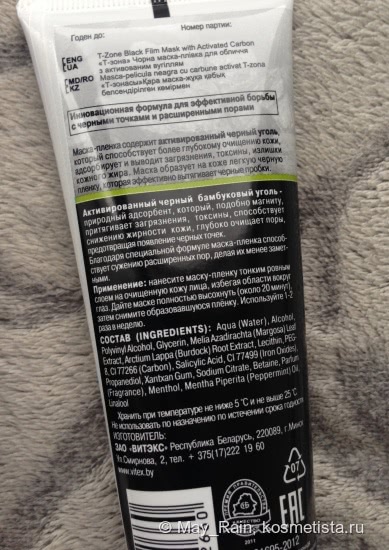 Годен до:
Номер партии:
ENG T-Zone Black Film Mask with Activated Carbon
UA «Т-зона» Чорна маска-плівка для обличчя
з активованим вугіллям
MD/RO Masca-pelicula neagra cu carbune activet T-zona
KZ «Т-зонасы»Қара маска-жұқа қабық
белсендірілген көмірмен
Инновационная формула для эффективной борьбы
с черными точками и расширенными порами
Маска-пленка содержит активированный черный уголь,
который способствует более глубокому очищению кожи,
адсорбирует и выводит загрязнения, токсины, излишки
кожного жира. Маска образует на коже легкую черную
пленку, которая эффективно вытягивает черные пробки.
Активированный черный бамбуковый уголь -
природный адсорбент, который, подобно магниту,
притягивает загрязнения, токсины, способствует
снижению жирности кожи, глубоко очищает поры,
предотвращая появление черных точек.
Благодаря специальной формуле маска-пленка способ-
ствует сужению расширенных пор, делая их менее замет-
ными.
Применение: нанесите маску-пленку тонким ровным
слоем на очищенную кожу лица, избегая области вокруг
глаз. Дайте маске полностью высохнуть (около 20 минут),
затем снимите образовавшуюся плёнку. Используйте 1-2
раза в неделю.
СОСТАВ (INGREDIENTS): Aqua (Water), Alcohol,
Polyvinyl Alcohol, Glycerin, Melia Azadirachta (Margosa) Leaf
Extract, Arctium Lappa (Burdock) Root Extract, Lecithin, PEG-
8, CI 77266 (Carbon), Salicylic Acid, CI 77499 (Iron Oxides),
Propanediol, Xantxan Gum, Sodium Citrate, Betaine, Parfum
(Fragrance), Menthol, Mentha Piperita (Peppermint) Oil,
Linalool
Хранить при температуре не ниже 5 °С и не выше 25 °С.
Не использовать по назначению по истечении срока годности.
ИЗГОТОВИТЕЛЬ:
ЗАО «ВИТЭКС» Республика Беларусь, 220089, г. Минск
Ул. Смирнова, 2, тел. + 375(17)222 19 60
www.vitex.by
07
2011
EAC
© May_Rain, kosmetista.ru